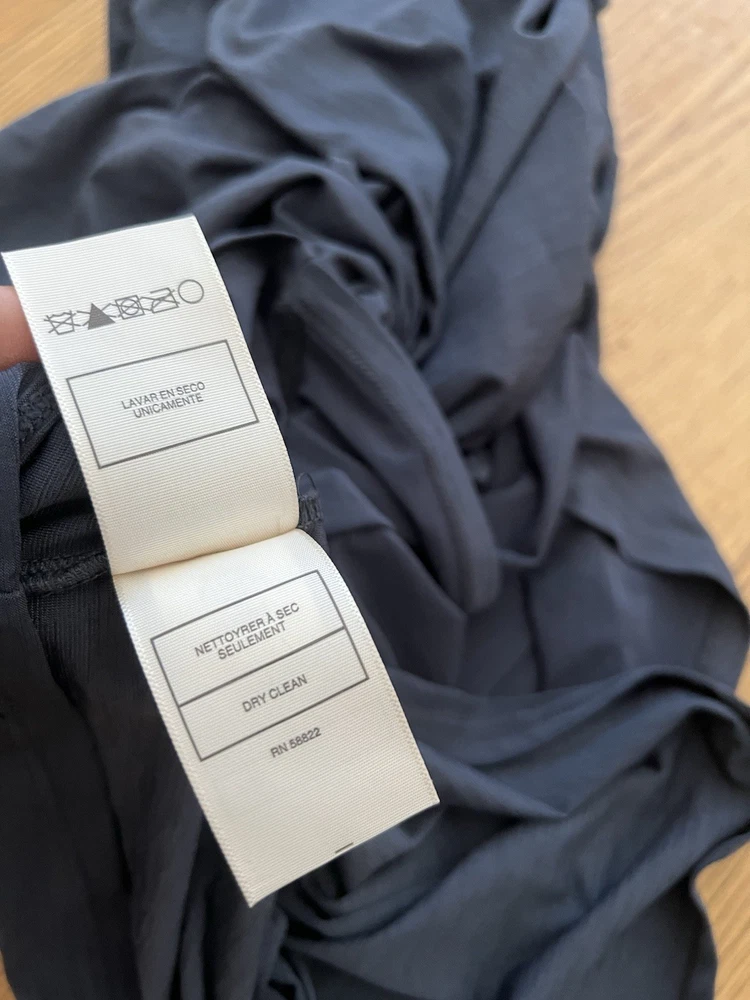 LAVAR EN SECO
UNICAMENTE
NETTOYRER À SEC
SEULEMENT
DRY CLEAN
RN 58822